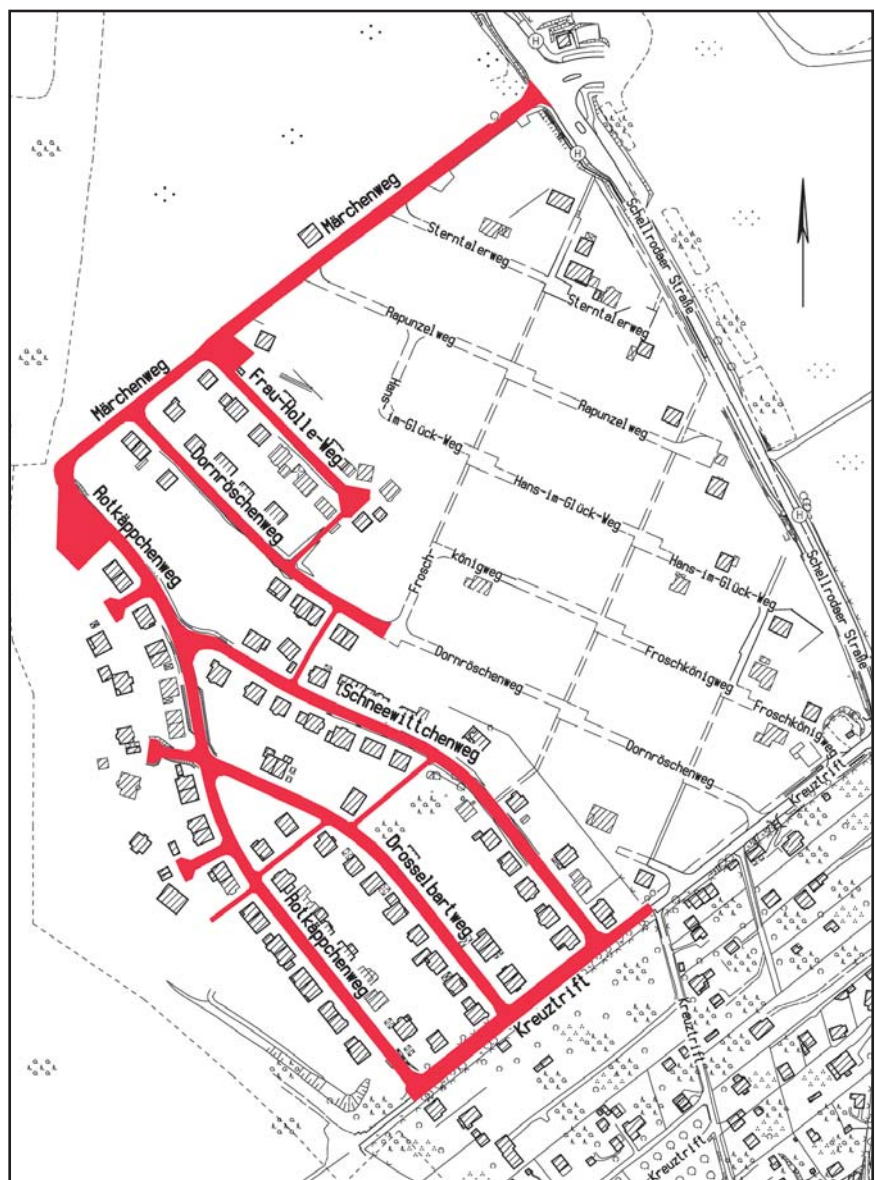 H
H
Märchenweg
Schellrodaer Straße
Sterntalerweg
Sterntalerweg
Rapunzelweg
Rapunzelweg
Märchenweg
Frau-Holle-Weg
Hans-
im-Glück-Weg
Dornröschenweg
Hans-im-Glück-Weg
Hans-im-Glück-Weg
H
Rotkäppchenweg
Frosch-
königweg
Schellrodaer Straße
Froschkönigweg
Froschkönigweg
Dornröschenweg
Dornröschenweg
Schneewittchenweg
Kreuztrift
Drosselbartweg
Rotkäppchenweg
Kreuztrift
Kreuztrift
Kreuztrift